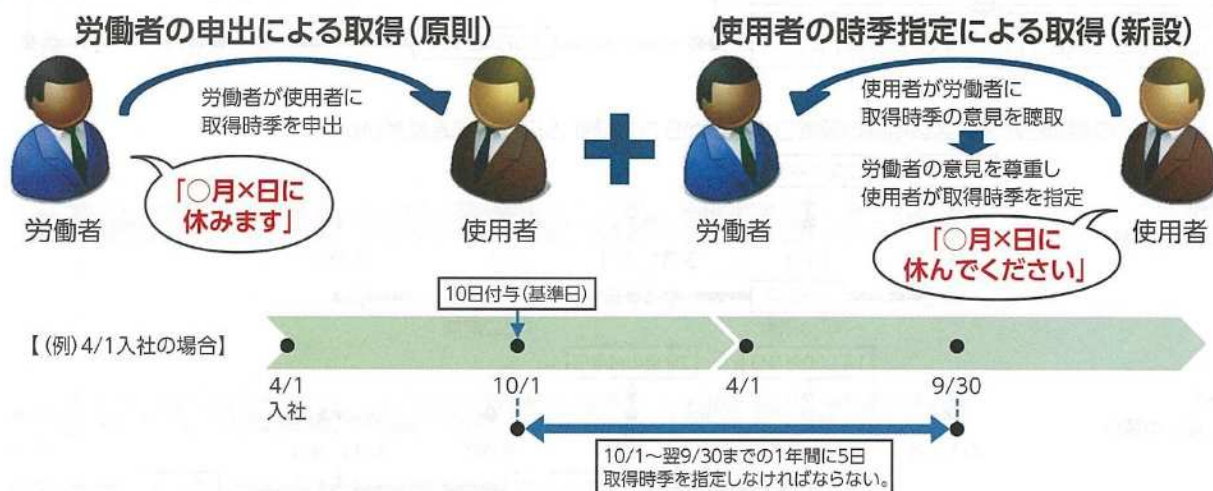 労働者の申出による取得(原則)
労働者が使用者に
取得時季を申出
「○月×日に
休みます」
労働者
使用者
使用者の時季指定による取得(新設)
使用者が労働者に
取得時季の意見を聴取
労働者の意見を尊重し
使用者が取得時季を指定
「○月×日に
休んでください」
労働者
使用者
10日付与(基準日)
【(例)4/1入社の場合】
4/1
入社
10/1
4/1
9/30
10/1～翌9/30までの1年間に5日
取得時季を指定しなければならない。